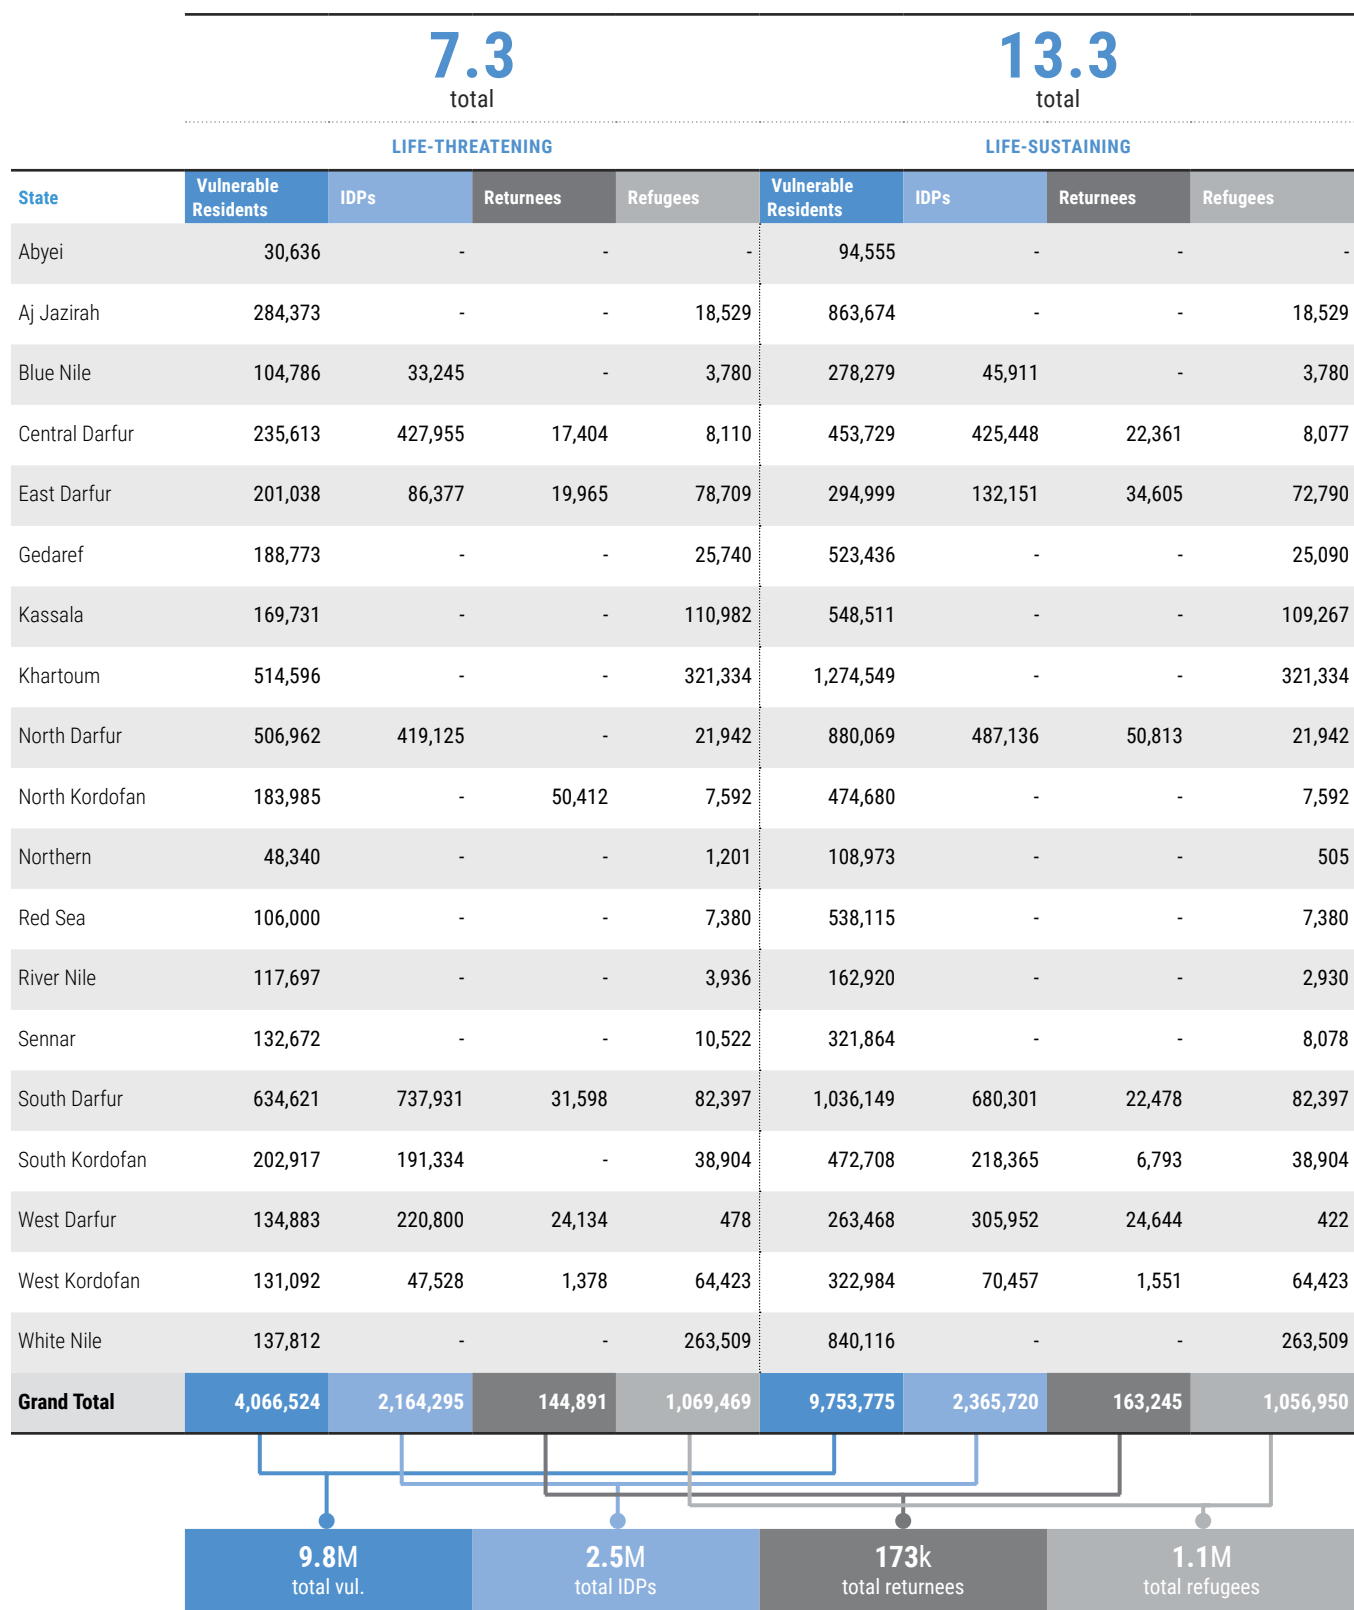 7.3 13.3
total total
LIFE-THREATENING LIFE-SUSTAINING
State Vulnerable Residents IDPs Returnees Refugees Vulnerable Residents IDPs Returnees Refugees
Abyei 30,636 - - - 94,555 - - -
Aj Jazirah 284,373 - - 18,529 863,674 - - 18,529
Blue Nile 104,786 33,245 - 3,780 278,279 45,911 - 3,780
Central Darfur 235,613 427,955 17,404 8,110 453,729 425,448 22,361 8,077
East Darfur 201,038 86,377 19,965 78,709 294,999 132,151 34,605 72,790
Gedaref 188,773 - - 25,740 523,436 - - 25,090
Kassala 169,731 - - 110,982 548,511 - - 109,267
Khartoum 514,596 - - 321,334 1,274,549 - - 321,334
North Darfur 506,962 419,125 - 21,942 880,069 487,136 50,813 21,942
North Kordofan 183,985 - 50,412 7,592 474,680 - - 7,592
Northern 48,340 - - 1,201 108,973 - - 505
Red Sea 106,000 - - 7,380 538,115 - - 7,380
River Nile 117,697 - - 3,936 162,920 - - 2,930
Sennar 132,672 - - 10,522 321,864 - - 8,078
South Darfur 634,621 737,931 31,598 82,397 1,036,149 680,301 22,478 82,397
South Kordofan 202,917 191,334 - 38,904 472,708 218,365 6,793 38,904
West Darfur 134,883 220,800 24,134 478 263,468 305,952 24,644 422
West Kordofan 131,092 47,528 1,378 64,423 322,984 70,457 1,551 64,423
White Nile 137,812 - - 263,509 840,116 - - 263,509
Grand Total 4,066,524 2,164,295 144,891 1,069,469 9,753,775 2,365,720 163,245 1,056,950
9.8M 2.5M 173k 1.1M
total vul. total IDPs total returnees total refugees